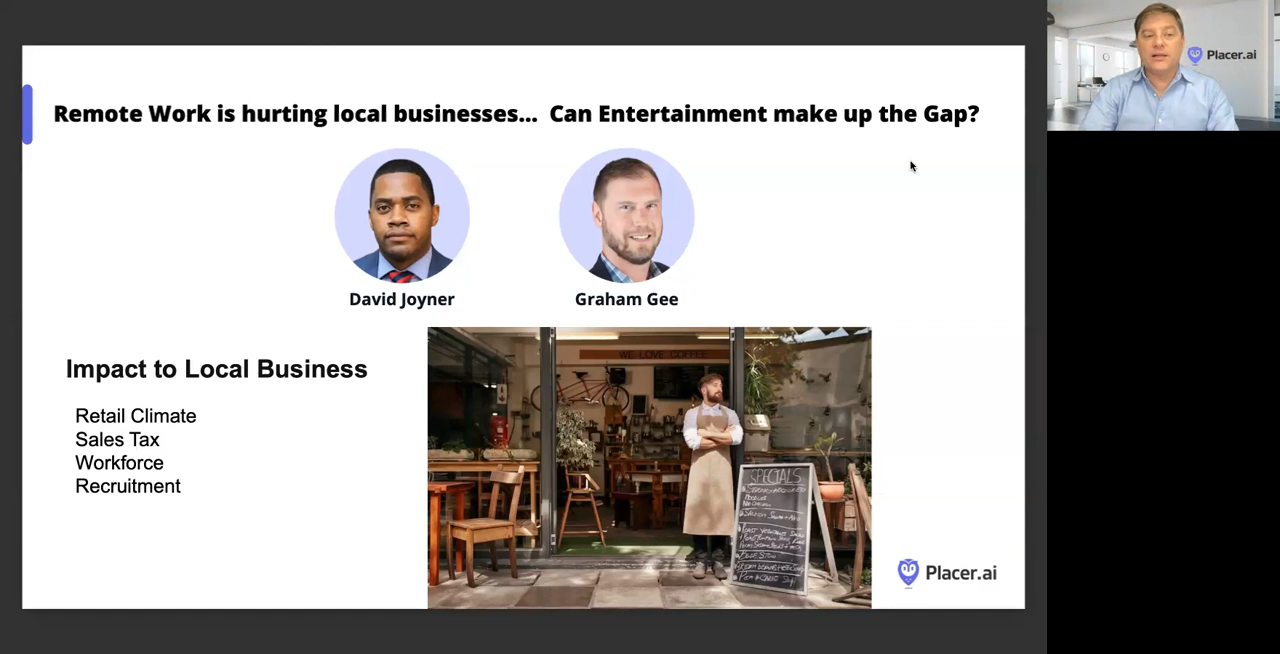 Remote Work is hurting local businesses... Can Entertainment make up the Gap?
David Joyner
Graham Gee
Impact to Local Business
Retail Climate
Sales Tax
Workforce
Recruitment
WE LOVE COFFEE
SPECIALS
Placer.ai
Placer.ai